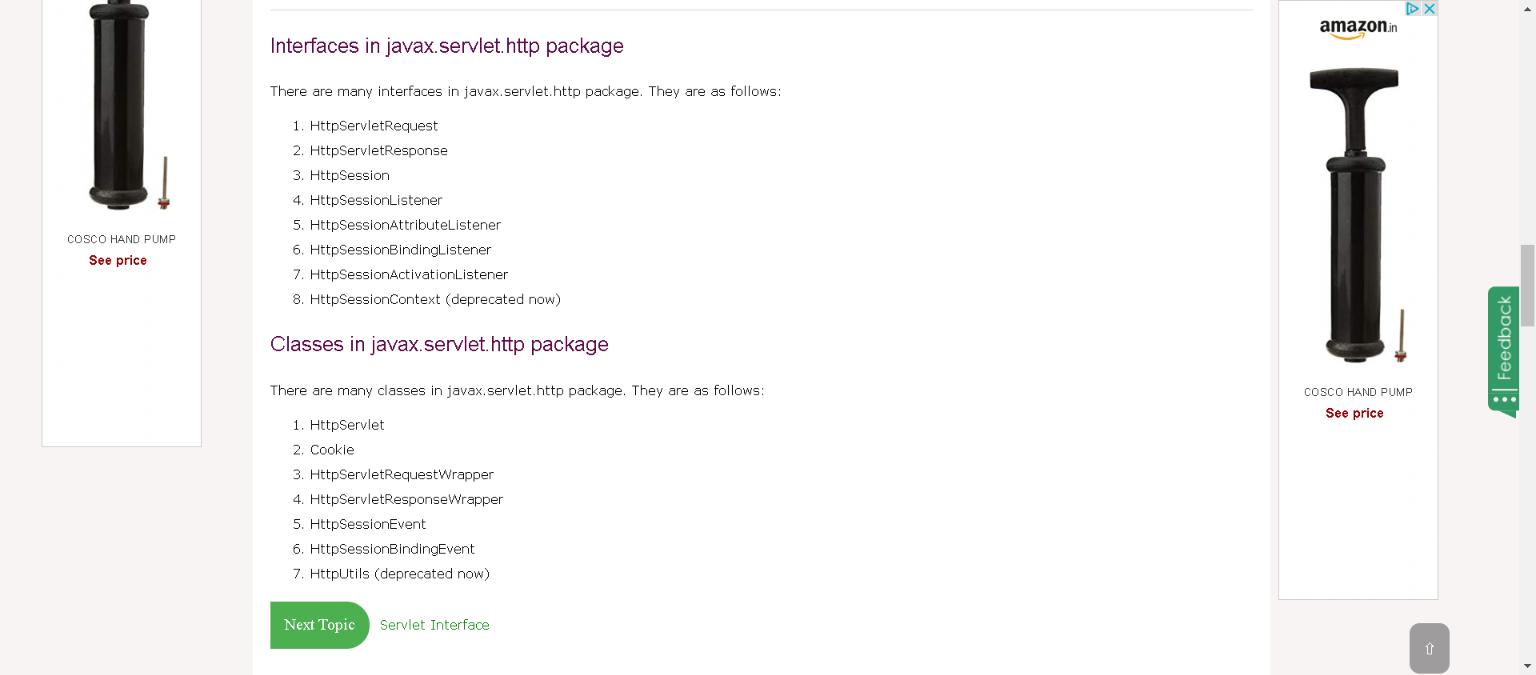 Interfaces in javax.servlet.http package
There are many interfaces in javax.servlet.http package. They are as follows:
1. HttpServletRequest
2. HttpServletResponse
3. HttpSession
4. HttpSessionListener
5. HttpSessionAttributeListener
6. HttpSessionBindingListener
7. HttpSessionActivationListener
8. HttpSessionContext (deprecated now)
Classes in javax.servlet.http package
There are many classes in javax.servlet.http package. They are as follows:
1. HttpServlet
2. Cookie
3. HttpServletRequestWrapper
4. HttpServletResponseWrapper
5. HttpSessionEvent
6. HttpSessionBindingEvent
7. HttpUtils (deprecated now)
Next Topic Servlet Interface
COSCO HAND PUMP
See price
amazon.in
COSCO HAND PUMP
See price
Feedback